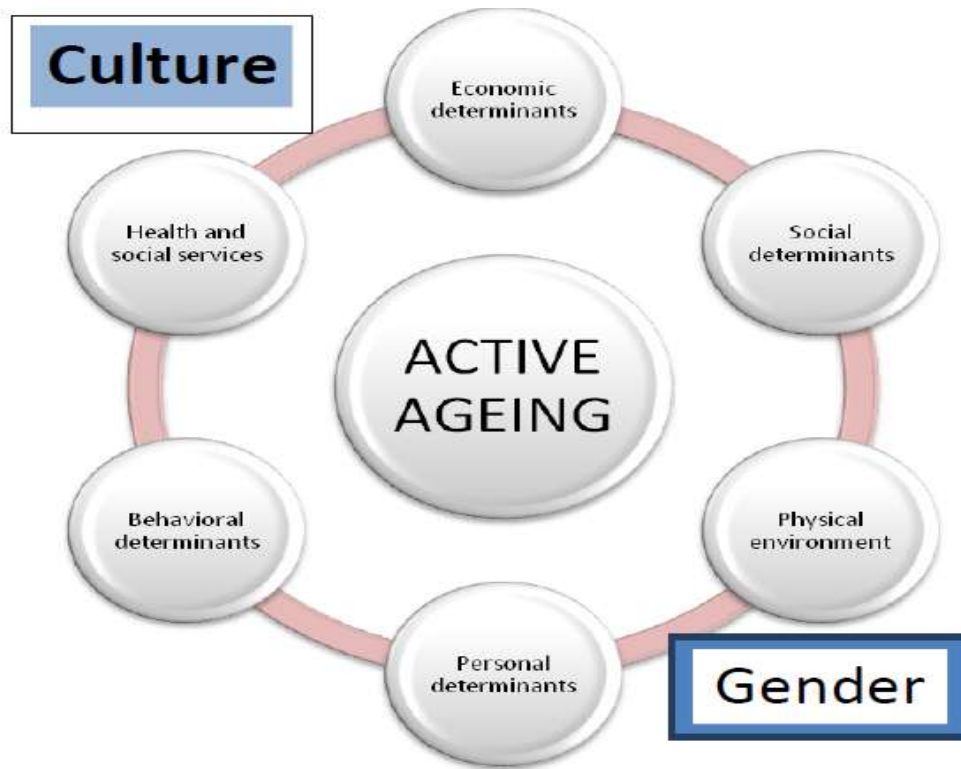 Culture
Economic
determinants
Health and
social services
Social
determinants
ACTIVE
AGEING
Behavioral
determinants
Physical
environment
Personal
determinants
Gender